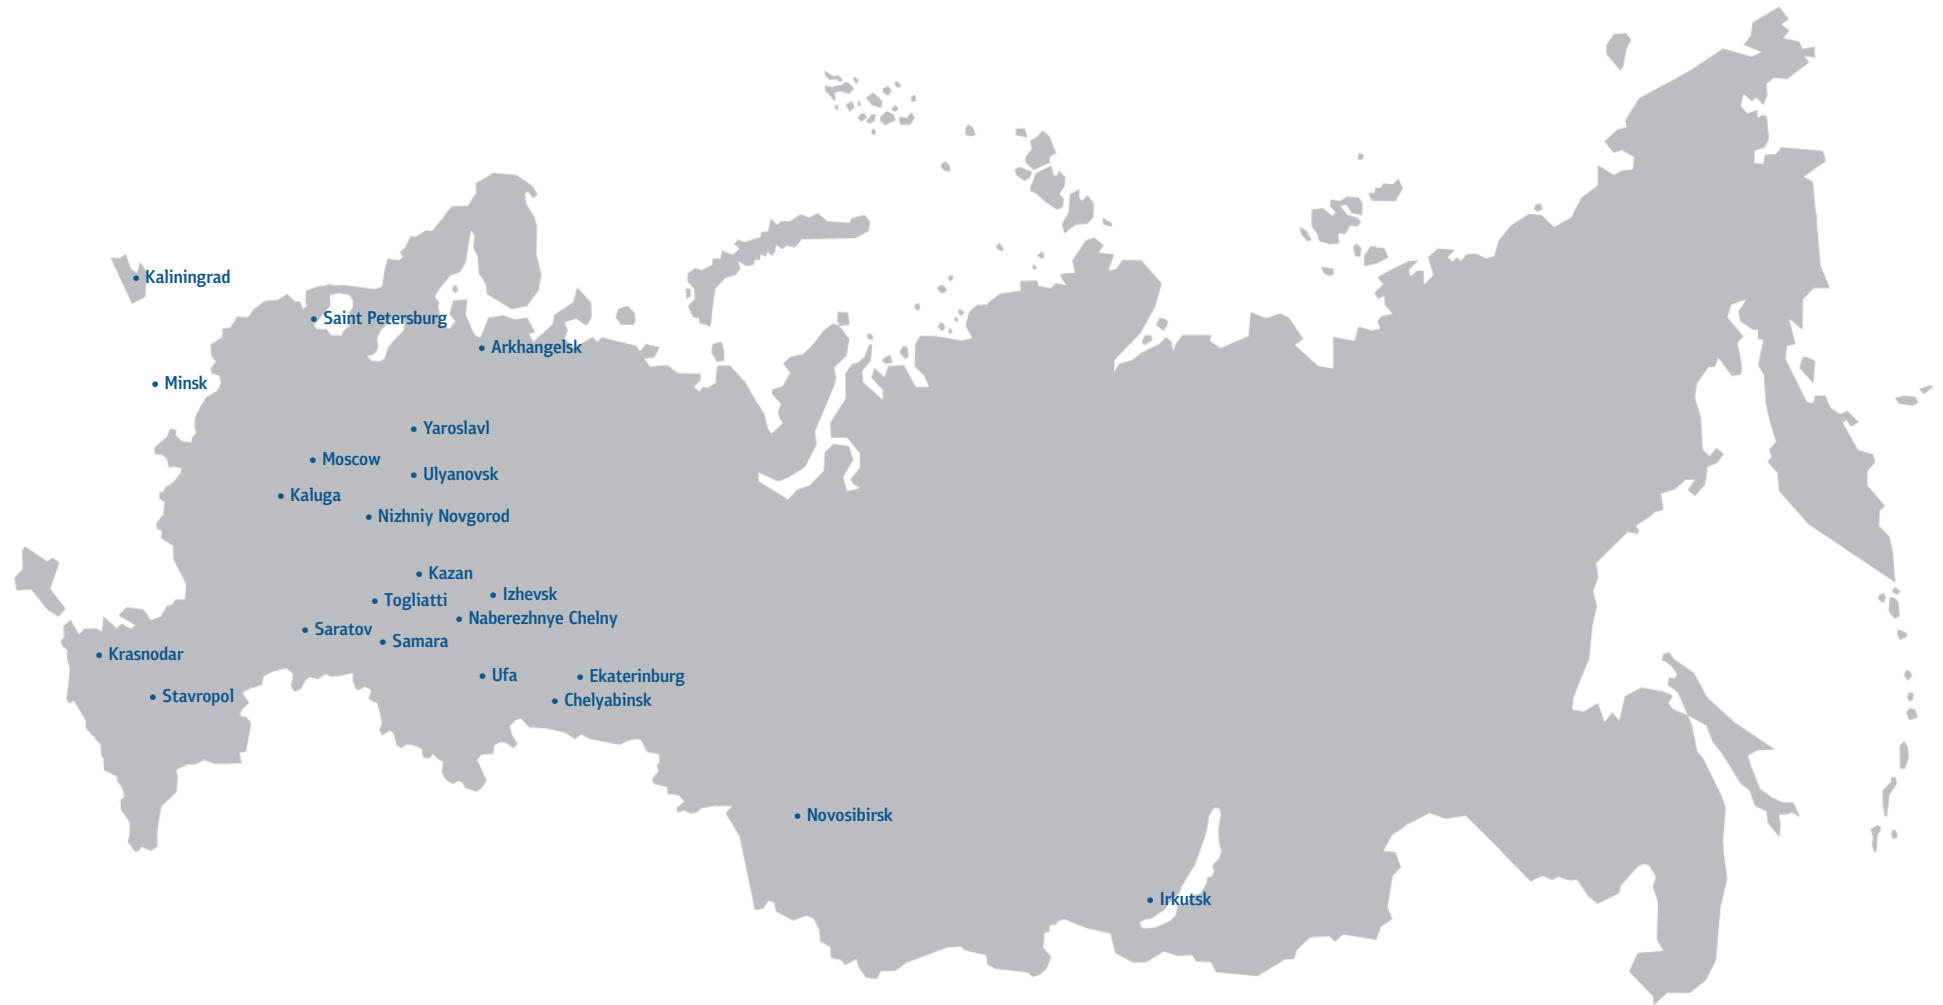 Kaliningrad
Saint Petersburg
Arkhangelsk
Minsk
Yaroslavl
Moscow
Ulyanovsk
Kaluga
Nizhniy Novgorod
Kazan
Izhevsk
Togliatti
Naberezhnye Chelny
Saratov
Samara
Krasnodar
Ufa
Ekaterinburg
Stavropol
Chelyabinsk
Novosibirsk
Irkutsk